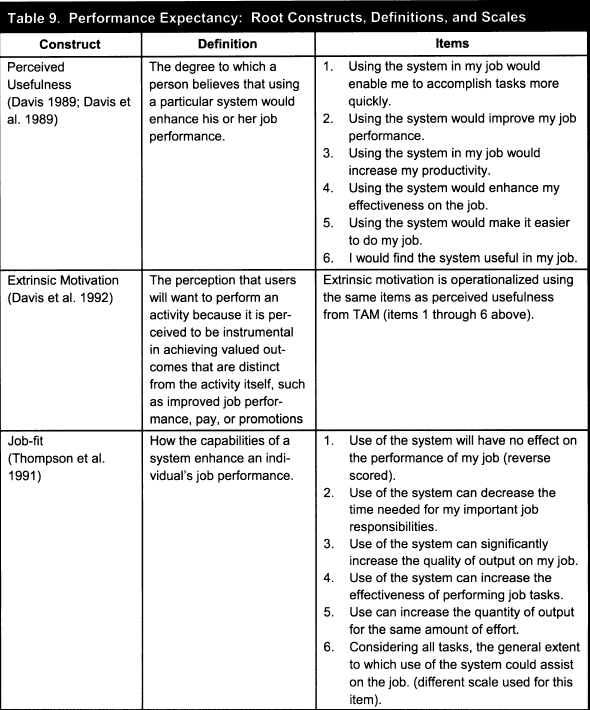 Table 9. Performance Expectancy: Root Constructs, Definitions, and Scales
Construct
Definition
Items
Perceived
Usefulness
(Davis 1989; Davis et
al. 1989)
The degree to which a
person believes that using
a particular system would
enhance his or her job
performance.
1. Using the system in my job would
enable me to accomplish tasks more
quickly.
2. Using the system would improve my job
performance.
3. Using the system in my job would
increase my productivity.
4. Using the system would enhance my
effectiveness on the job.
5. Using the system would make it easier
to do my job.
6. I would find the system useful in my job.
Extrinsic Motivation
(Davis et al. 1992)
The perception that users
will want to perform an
activity because it is per-
ceived to be instrumental
in achieving valued out-
comes that are distinct
from the activity itself, such
as improved job perfor-
mance, pay, or promotions
Extrinsic motivation is operationalized using
the same items as perceived usefulness
from TAM (items 1 through 6 above).
Job-fit
(Thompson et al.
1991)
How the capabilities of a
system enhance an indi-
vidual's job performance.
1. Use of the system will have no effect on
the performance of my job (reverse
scored).
2. Use of the system can decrease the
time needed for my important job
responsibilities.
3. Use of the system can significantly
increase the quality of output on my job.
4. Use of the system can increase the
effectiveness of performing job tasks.
5. Use can increase the quantity of output
for the same amount of effort.
6. Considering all tasks, the general extent
to which use of the system could assist
on the job. (different scale used for this
item).